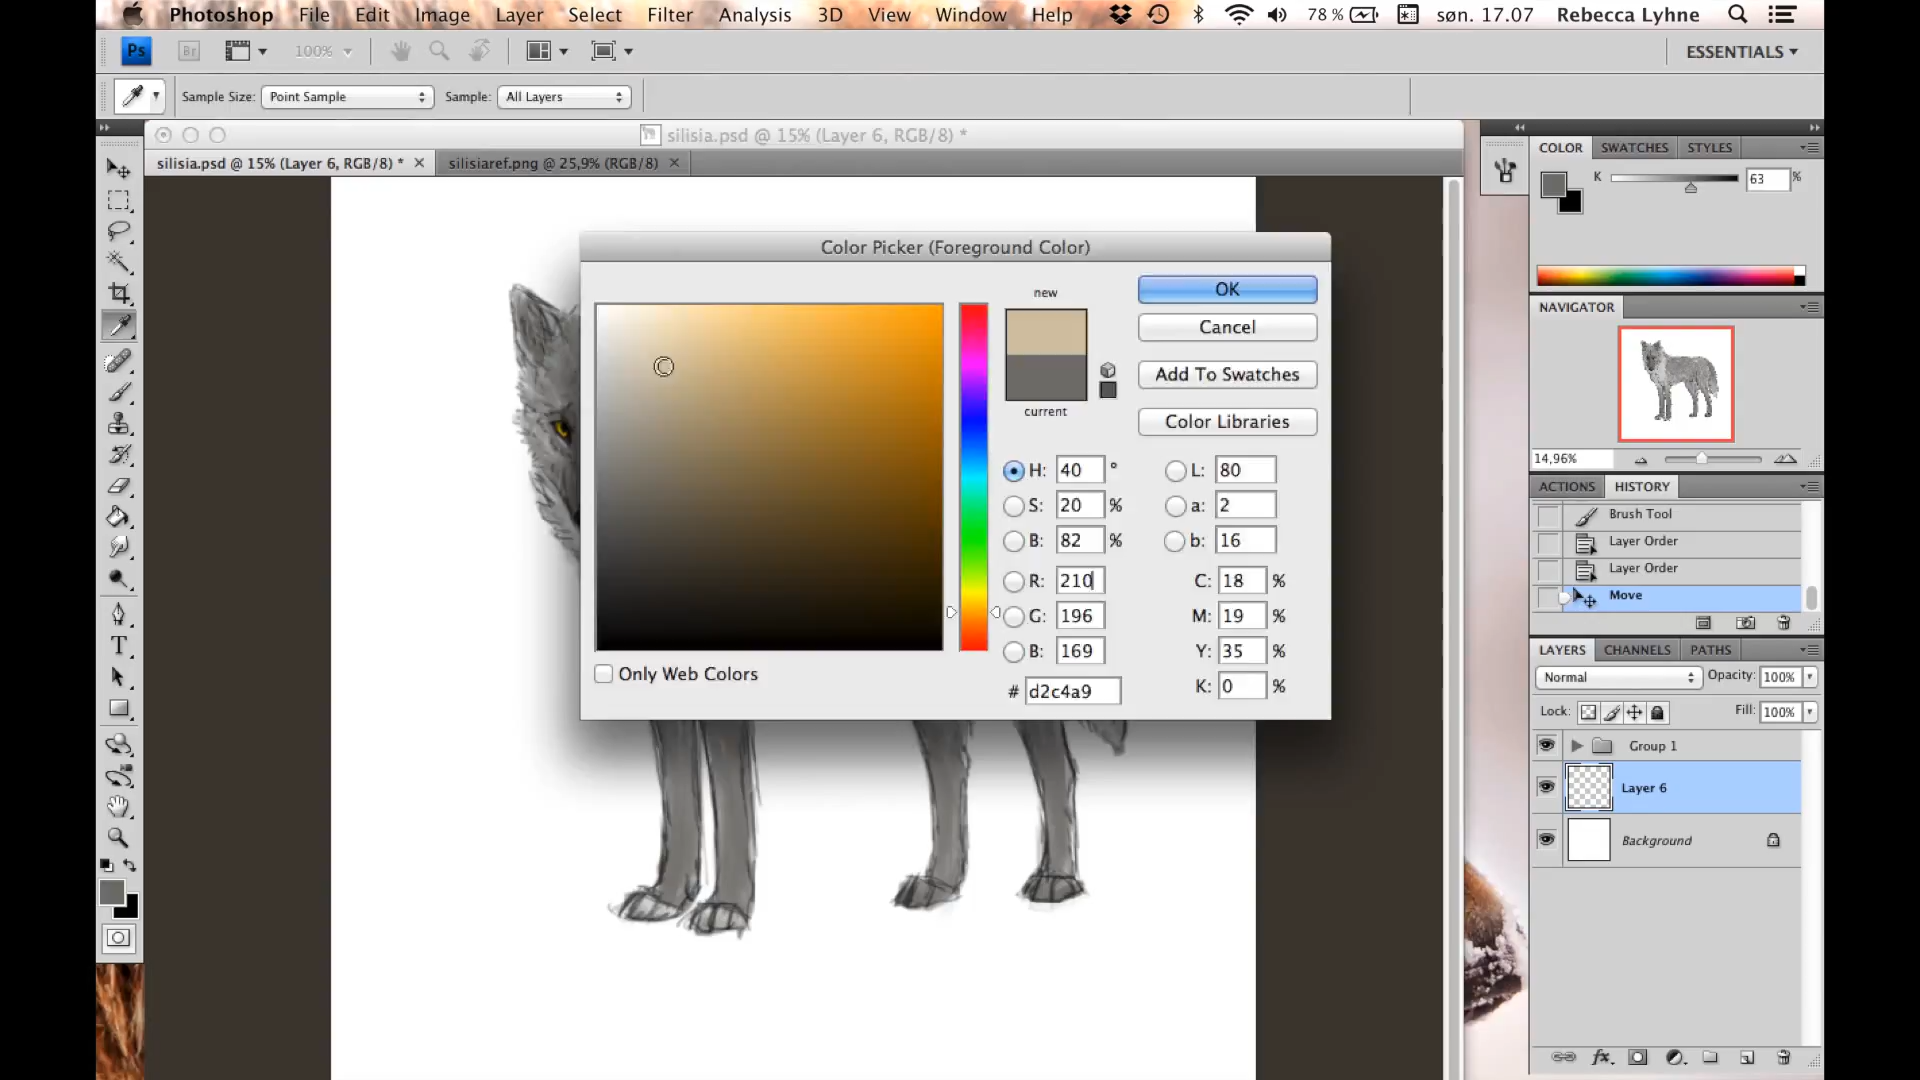 Photoshop File Edit Image Layer Select Filter Analysis 3D View Window Help 78 % søn. 17.07 Rebecca Lyhne
Ps Br 100% ESSENTIALS
Sample Size: Point Sample Sample: All Layers
silisia.psd @ 15% (Layer 6, RGB/8) *
silisia.psd @ 15% (Layer 6, RGB/8) * silisiaref.png @ 25,9% (RGB/8)
COLOR SWATCHES STYLES
K 63 %
Color Picker (Foreground Color)
new
OK
Cancel
Add To Swatches
current
Color Libraries
H: 40 ° L: 80
S: 20 % a: 2
B: 82 % b: 16
R: 210 C: 18 %
G: 196 M: 19 %
B: 169 Y: 35 %
# d2c4a9 K: 0 %
Only Web Colors
NAVIGATOR
14,96%
ACTIONS HISTORY
Brush Tool
Layer Order
Layer Order
Move
LAYERS CHANNELS PATHS
Normal Opacity: 100%
Lock: Fill: 100%
Group 1
Layer 6
Background
T
fx